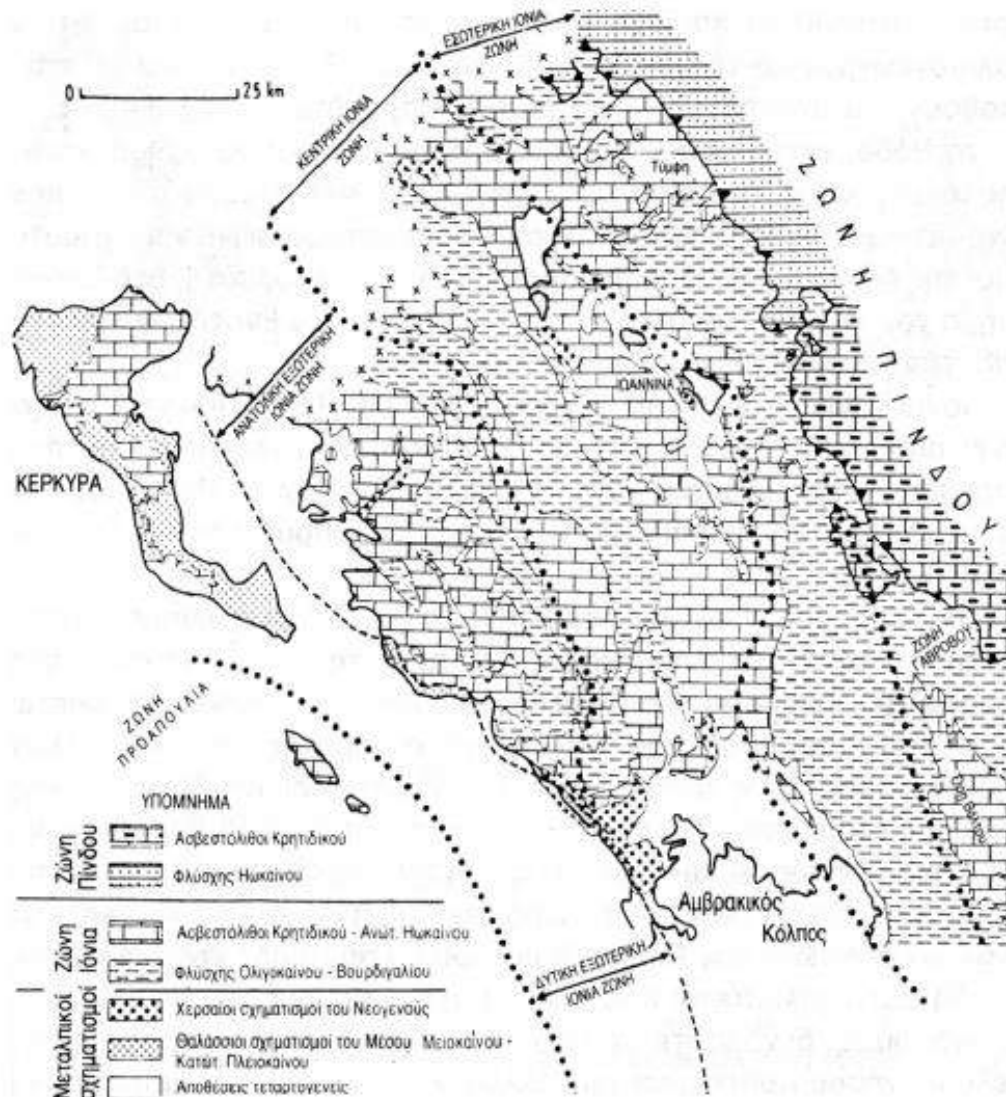 ΕΣΩΤΕΡΙΚΗ ΙΟΝΙΑ
ΖΩΝΗ
0 25 km
ΚΕΝΤΡΙΚΗ ΙΟΝΙΑ
ΖΩΝΗ
Τύμφη
ΖΩΝΗ ΠΙΝΔΟΥ
ΑΝΑΤΟΛΙΚΗ ΕΞΩΤΕΡΙΚΗ
ΙΟΝΙΑ ΖΩΝΗ
ΙΩΑΝΝΙΝΑ
ΚΕΡΚΥΡΑ
ΖΩΝΗ
ΓΑΒΡΟΒΟΥ
ΖΩΝΗ
ΠΡΟΑΠΟΥΛΙΑ
ΥΠΟΜΝΗΜΑ
Ζώνη
Πίνδου
Ασβεστόλιθοι Κρητιδικού
Φλύσχης Ηωκαίνου
Αμβρακικός
Κόλπος
Ζώνη
Ιόνια
Ασβεστόλιθοι Κρητιδικού - Ανώτ. Ηωκαίνου
Φλύσχης Ολιγοκαίνου - Βουρδιγαλίου
ΔΥΤΙΚΗ ΕΞΩΤΕΡΙΚΗ
ΙΟΝΙΑ ΖΩΝΗ
Μεταλπικοί
σχηματισμοί
Χερσαίοι σχηματισμοί του Νεογενούς
Θαλάσσιοι σχηματισμοί του Μέσου Μειοκαίνου -
Κατώτ. Πλειοκαίνου
Αποθέσεις τεταρτογενείς